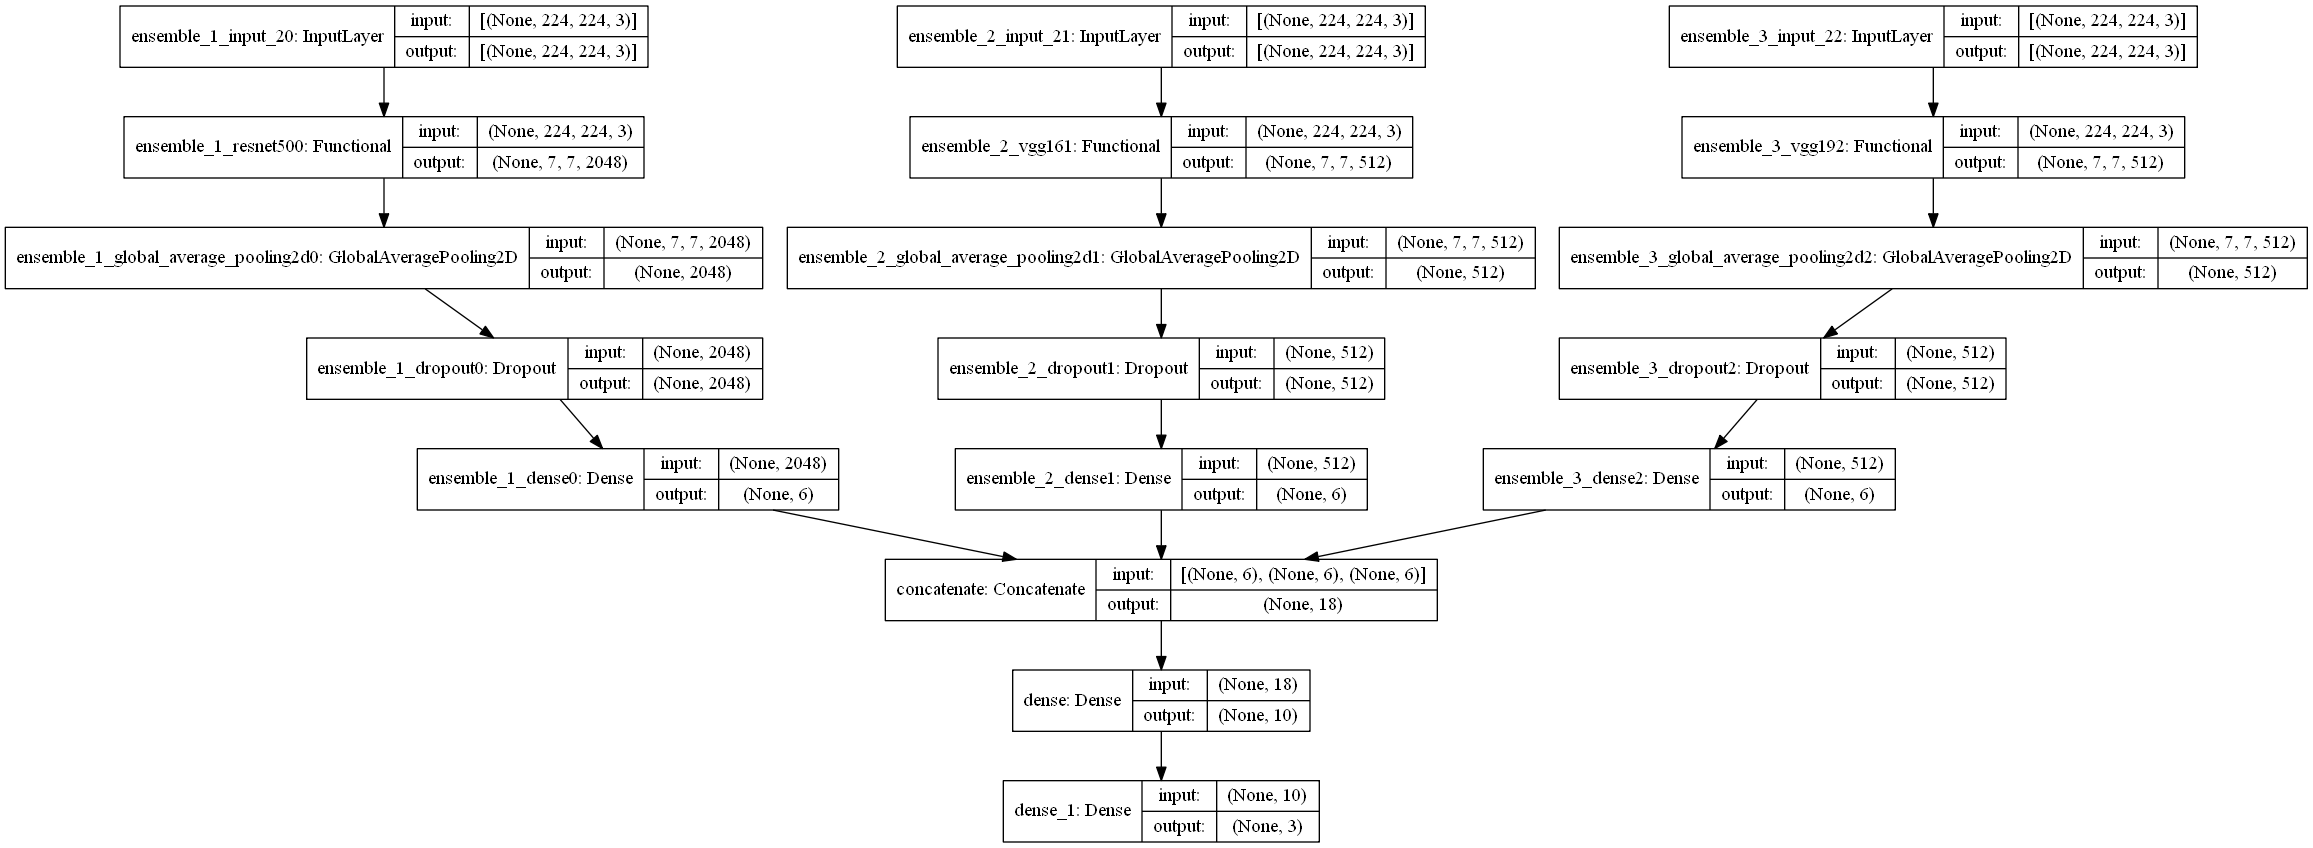 ensemble_1_input_20: InputLayer input: [(None, 224, 224, 3)] output: [(None, 224, 224, 3)]
ensemble_2_input_21: InputLayer input: [(None, 224, 224, 3)] output: [(None, 224, 224, 3)]
ensemble_3_input_22: InputLayer input: [(None, 224, 224, 3)] output: [(None, 224, 224, 3)]
ensemble_1_resnet500: Functional input: (None, 224, 224, 3) output: (None, 7, 7, 2048)
ensemble_2_vgg161: Functional input: (None, 224, 224, 3) output: (None, 7, 7, 512)
ensemble_3_vgg192: Functional input: (None, 224, 224, 3) output: (None, 7, 7, 512)
ensemble_1_global_average_pooling2d0: GlobalAveragePooling2D input: (None, 7, 7, 2048) output: (None, 2048)
ensemble_2_global_average_pooling2d1: GlobalAveragePooling2D input: (None, 7, 7, 512) output: (None, 512)
ensemble_3_global_average_pooling2d2: GlobalAveragePooling2D input: (None, 7, 7, 512) output: (None, 512)
ensemble_1_dropout0: Dropout input: (None, 2048) output: (None, 2048)
ensemble_2_dropout1: Dropout input: (None, 512) output: (None, 512)
ensemble_3_dropout2: Dropout input: (None, 512) output: (None, 512)
ensemble_1_dense0: Dense input: (None, 2048) output: (None, 6)
ensemble_2_dense1: Dense input: (None, 512) output: (None, 6)
ensemble_3_dense2: Dense input: (None, 512) output: (None, 6)
concatenate: Concatenate input: [(None, 6), (None, 6), (None, 6)] output: (None, 18)
dense: Dense input: (None, 18) output: (None, 10)
dense_1: Dense input: (None, 10) output: (None, 3)